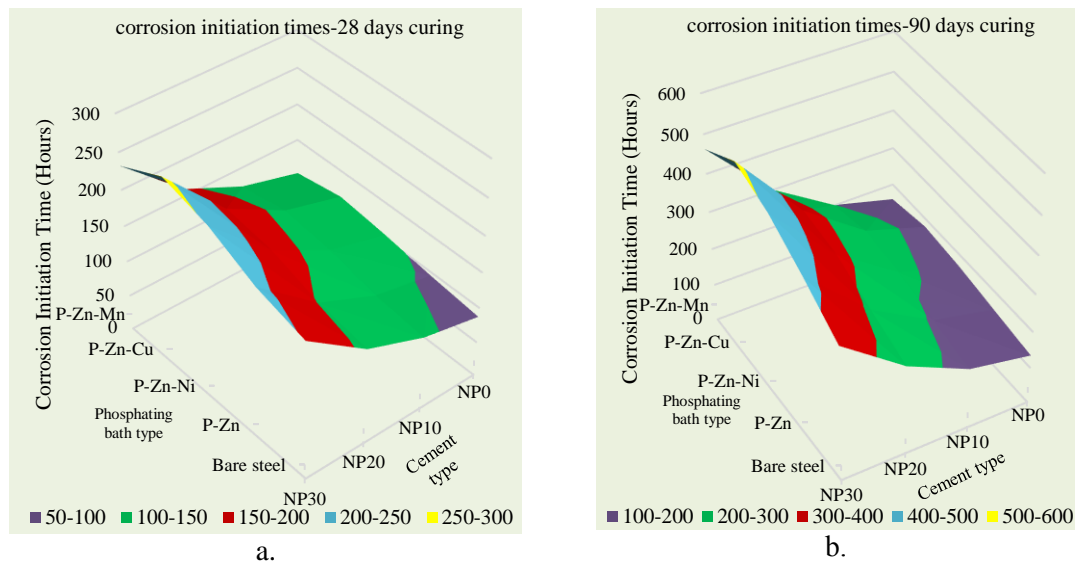 corrosion initiation times-28 days curing
Corrosion Initiation Time (Hours)
300
250
200
150
100
50
0
P-Zn-Mn
P-Zn-Cu
P-Zn-Ni
P-Zn
Bare steel
Phosphating
bath type
NP0
NP10
NP20
NP30
Cement
type
50-100 100-150 150-200 200-250 250-300
a.
corrosion initiation times-90 days curing
Corrosion Initiation Time (Hours)
600
500
400
300
200
100
0
P-Zn-Mn
P-Zn-Cu
P-Zn-Ni
P-Zn
Bare steel
Phosphating
bath type
NP0
NP10
NP20
NP30
Cement type
100-200 200-300 300-400 400-500 500-600
b.